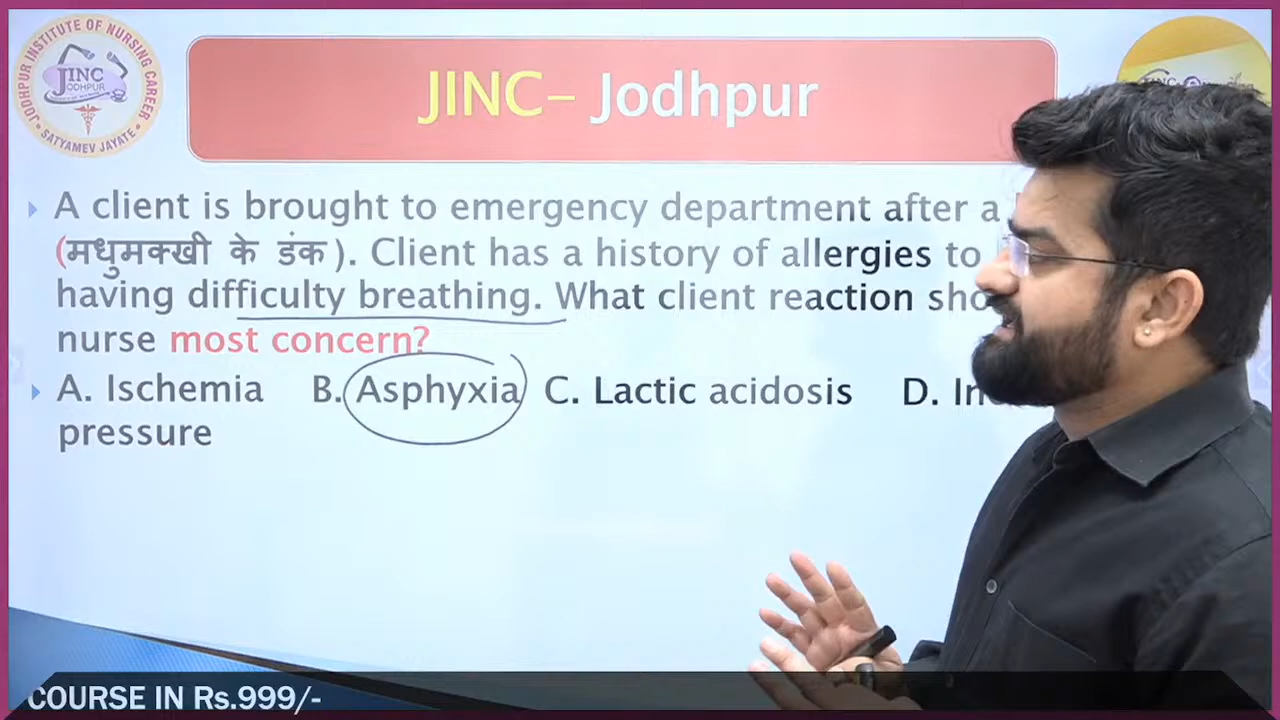 JODHPUR INSTITUTE OF NURSING CAREER
JINC
JODHPUR
SATYAMEV JAYATE
JINC- Jodhpur
A client is brought to emergency department after a
(मधुमक्खी के डंक ). Client has a history of allergies to
having difficulty breathing. What client reaction
nurse most concern?
A. Ischemia B. Asphyxia C. Lactic acidosis D.
pressure
COURSE IN Rs.999/-